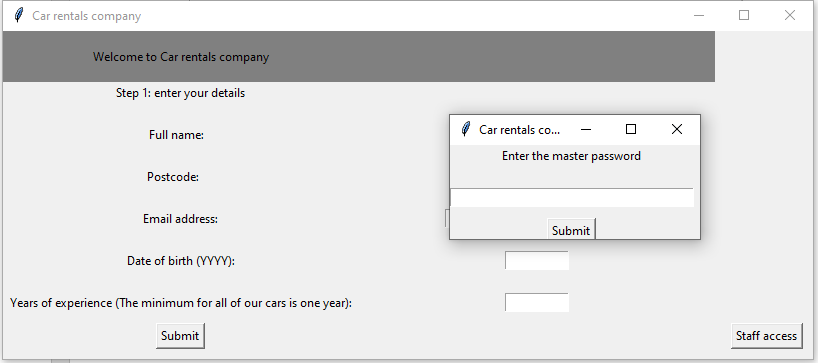 Car rentals company
Welcome to Car rentals company
Step 1: enter your details
Full name:
Postcode:
Email address:
Date of birth (YYYY):
Years of experience (The minimum for all of our cars is one year):
Submit
Staff access
Car rentals co...
Enter the master password
Submit